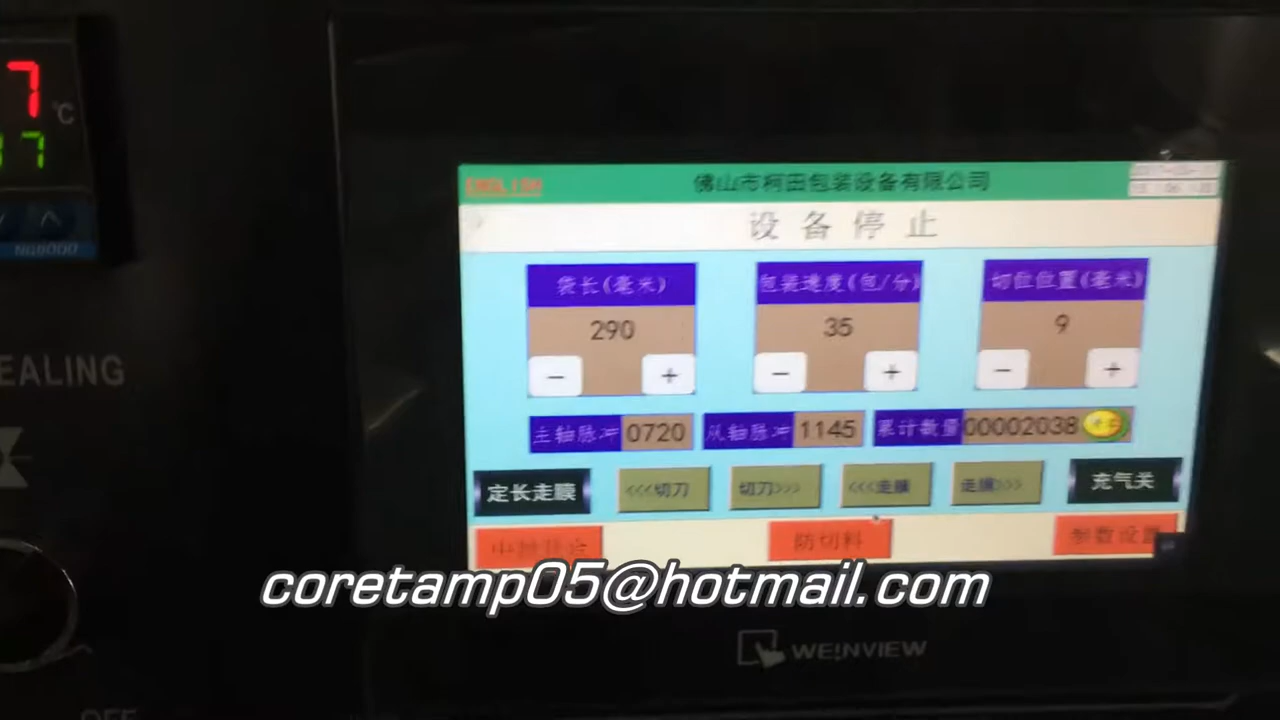 7
℃
37
NG6000
EALING
OFF
ENGLISH
佛山市柯田包装设备有限公司
设备停止
袋长(毫米)
包装速度(包/分)
切位位置(毫米)
290
35
9
－ ＋
－ ＋
－ ＋
主轴脉冲 0720
从轴脉冲 1145
累计数量 00002038
定长走膜
<<<切刀
切刀>>>
<<<走膜
走膜>>>
充气关
防切料
参数设置
coretamp05@hotmail.com
WEINVIEW